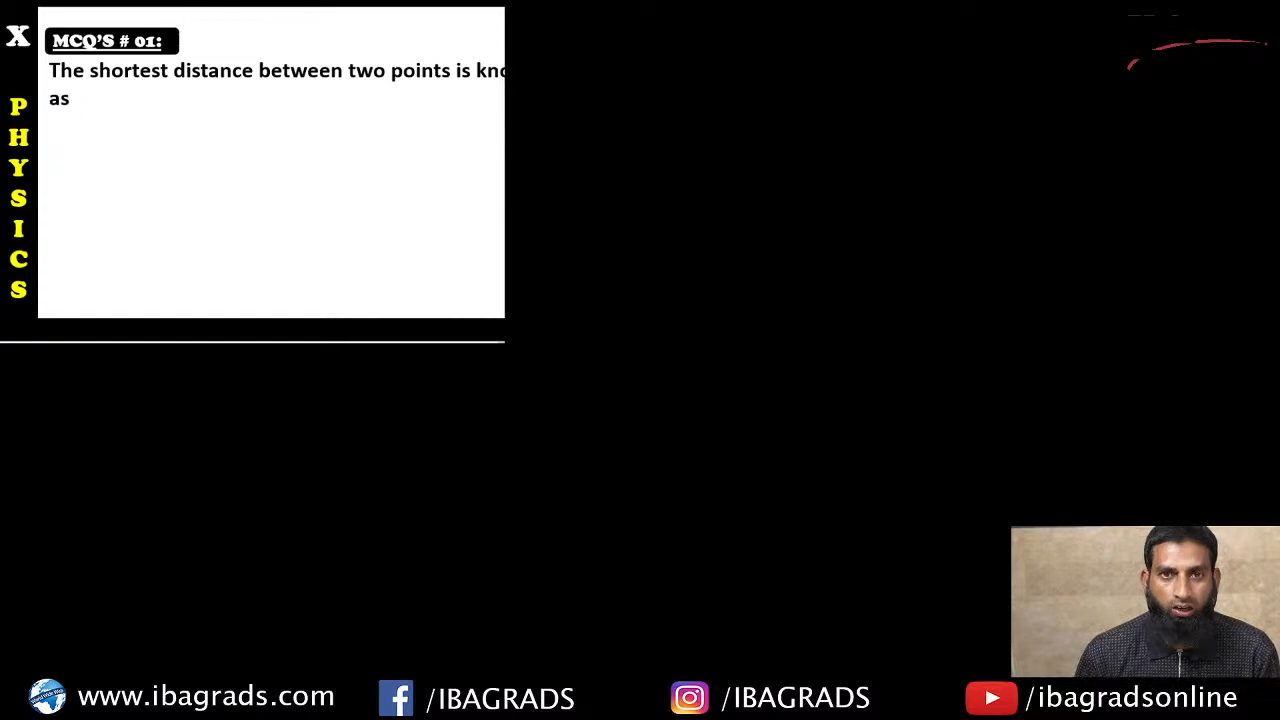 X
PHYSICS
MCQ'S # 01:
The shortest distance between two points is kno
as
www.ibagrads.com
/IBAGRADS
/IBAGRADS
/ibagradsonline